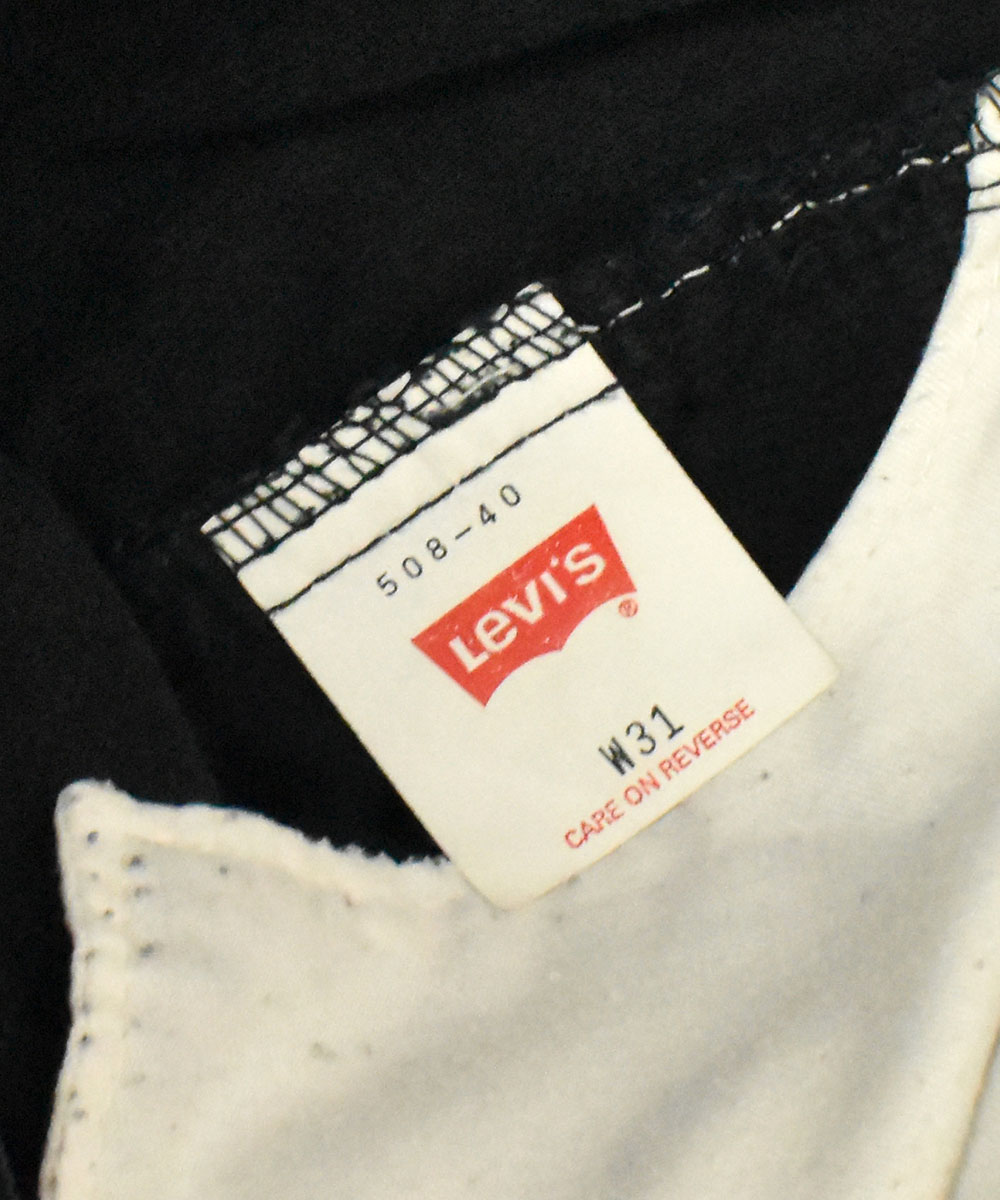 508-40
Levi's®
W31
CARE ON REVERSE